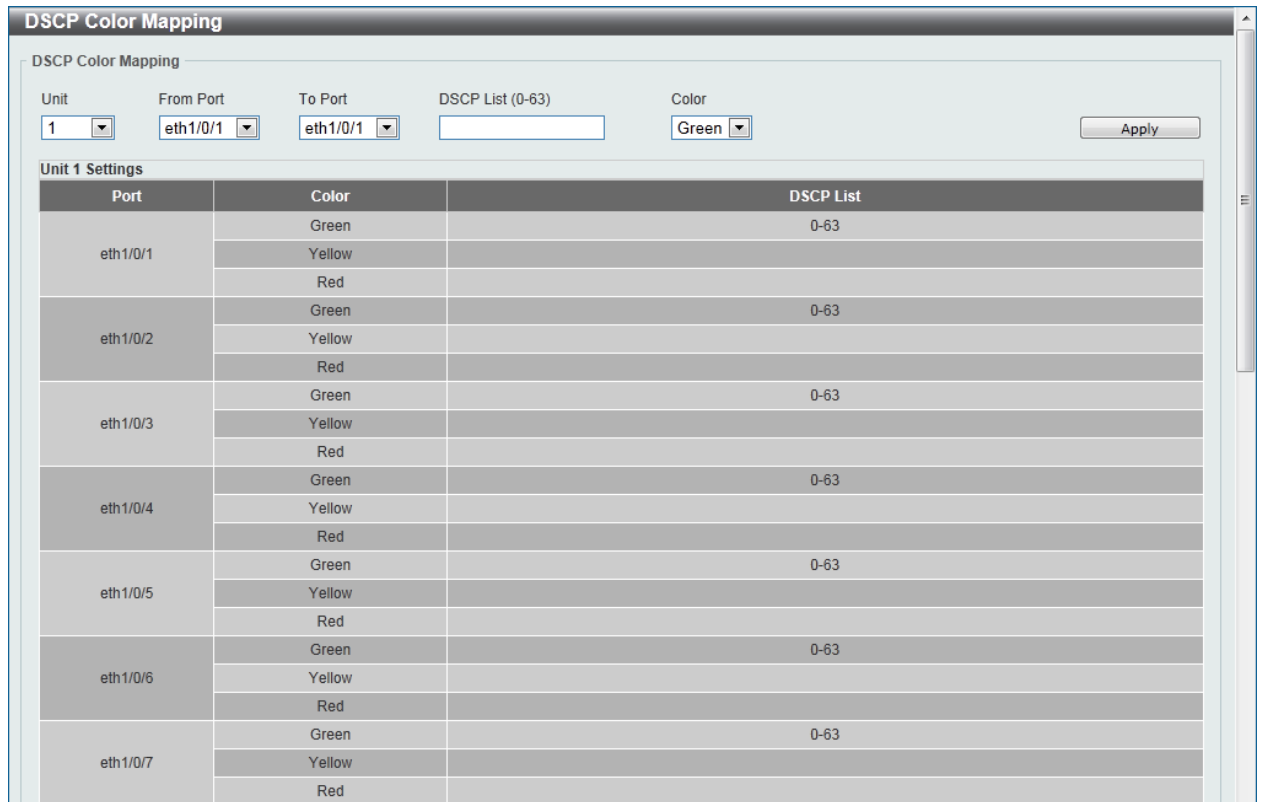 DSCP Color Mapping
DSCP Color Mapping
Unit From Port To Port DSCP List (0-63) Color
1 eth1/0/1 eth1/0/1 Green Apply
Unit 1 Settings
Port Color DSCP List
Green 0-63
eth1/0/1 Yellow
Red
Green 0-63
eth1/0/2 Yellow
Red
Green 0-63
eth1/0/3 Yellow
Red
Green 0-63
eth1/0/4 Yellow
Red
Green 0-63
eth1/0/5 Yellow
Red
Green 0-63
eth1/0/6 Yellow
Red
Green 0-63
eth1/0/7 Yellow
Red